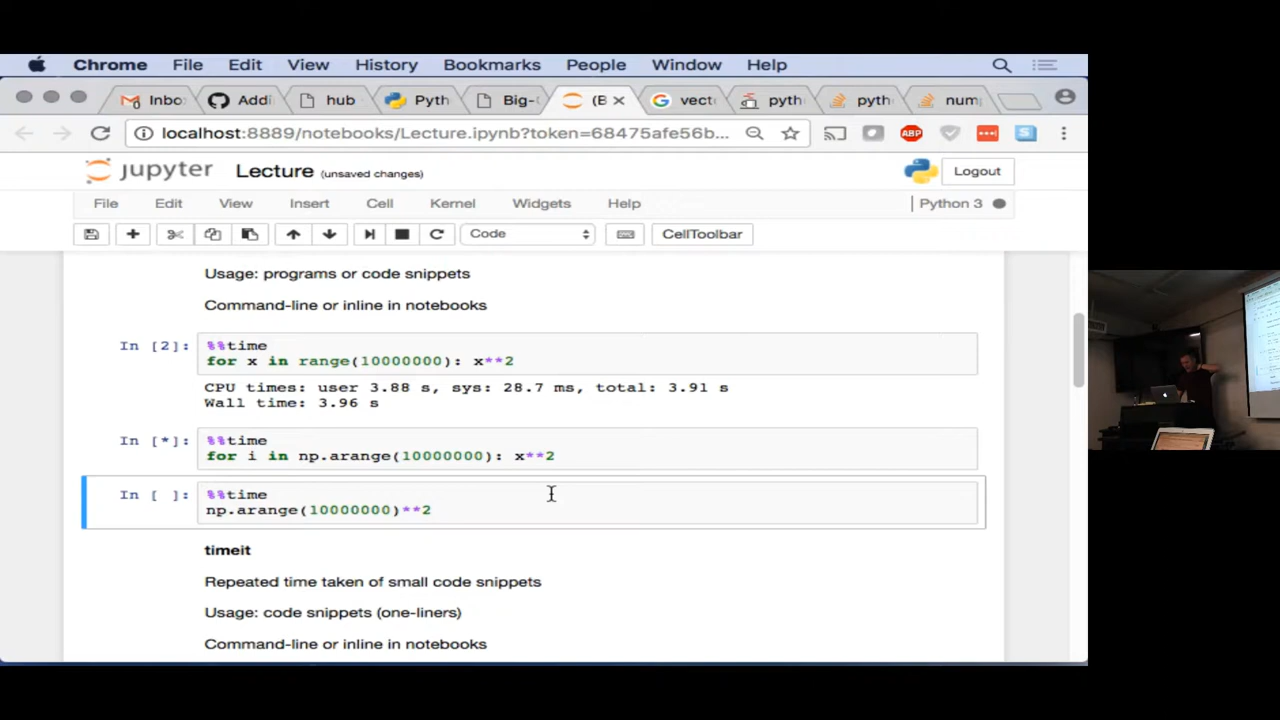 Chrome File Edit View History Bookmarks People Window Help
Inbo Addi hub Pyth Big- (B vect pyth pyth num
localhost:8889/notebooks/Lecture.ipynb?token=68475afe56b... ABP
jupyter Lecture (unsaved changes) Logout
File Edit View Insert Cell Kernel Widgets Help Python 3
Code CellToolbar
Usage: programs or code snippets
Command-line or inline in notebooks
In [2]: %%time
for x in range(10000000): x**2
CPU times: user 3.88 s, sys: 28.7 ms, total: 3.91 s
Wall time: 3.96 s
In [*]: %%time
for i in np.arange(10000000): x**2
In [ ]: %%time
np.arange(10000000)**2
timeit
Repeated time taken of small code snippets
Usage: code snippets (one-liners)
Command-line or inline in notebooks